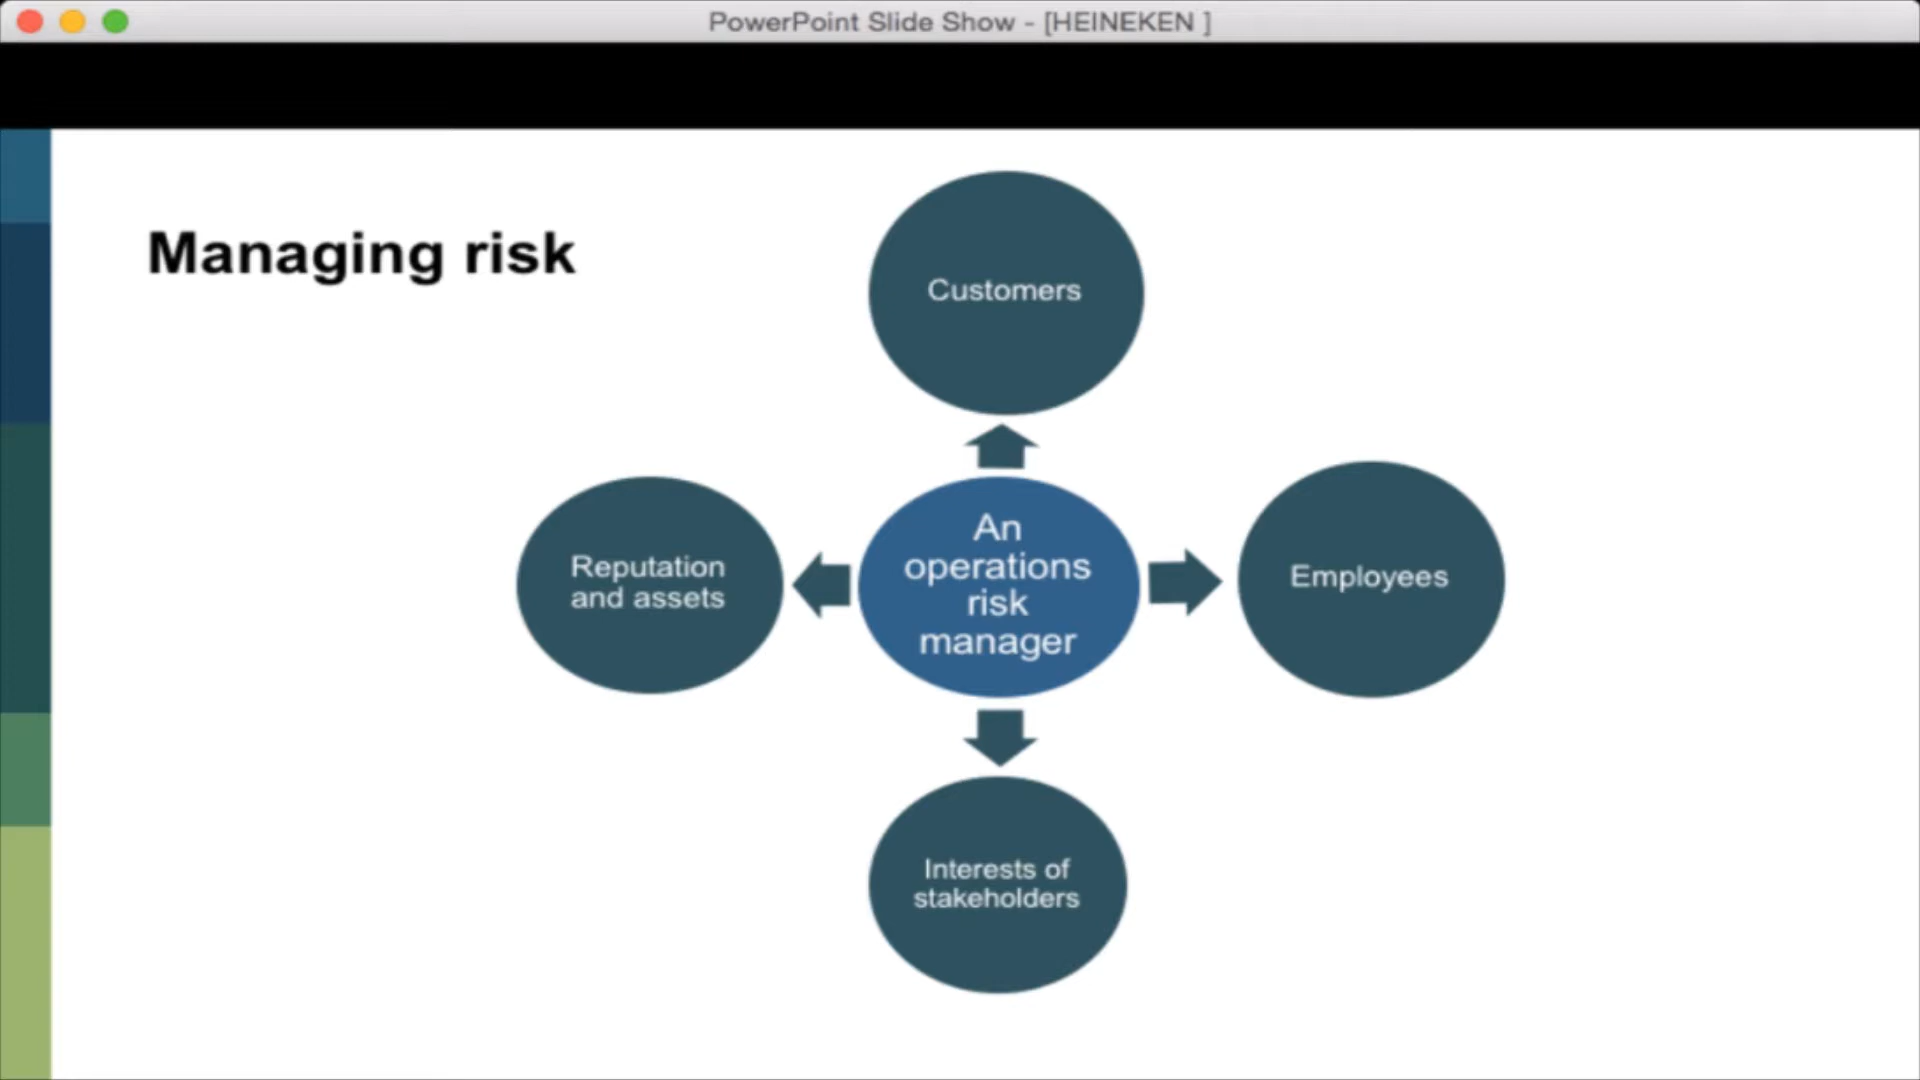 PowerPoint Slide Show - [HEINEKEN ]
Managing risk
Customers
Reputation
and assets
An
operations
risk
manager
Employees
Interests of
stakeholders